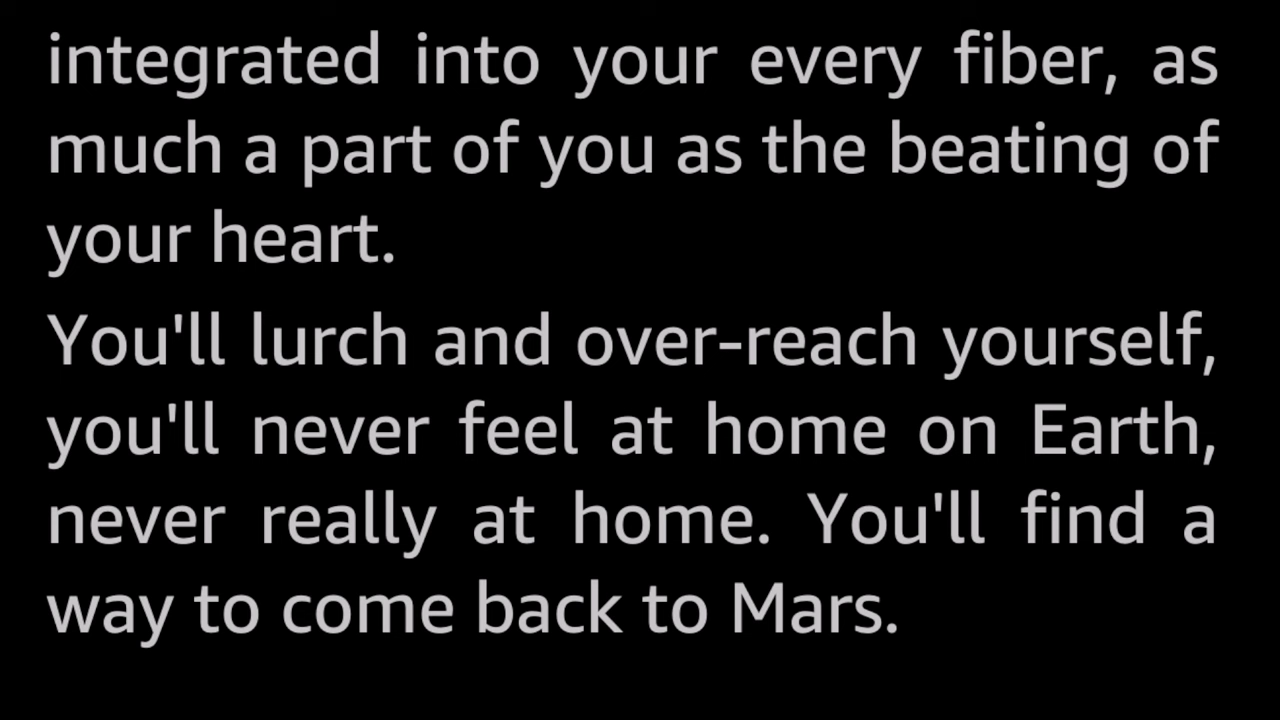 integrated into your every fiber, as
much a part of you as the beating of
your heart.
You'll lurch and over-reach yourself,
you'll never feel at home on Earth,
never really at home. You'll find a
way to come back to Mars.